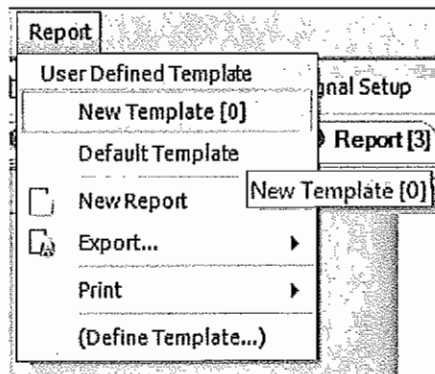 Report
User Defined Template
gnal Setup
New Template [0]
Report [3]
Default Template
New Template [0]
New Report
Export...
Print
(Define Template...)